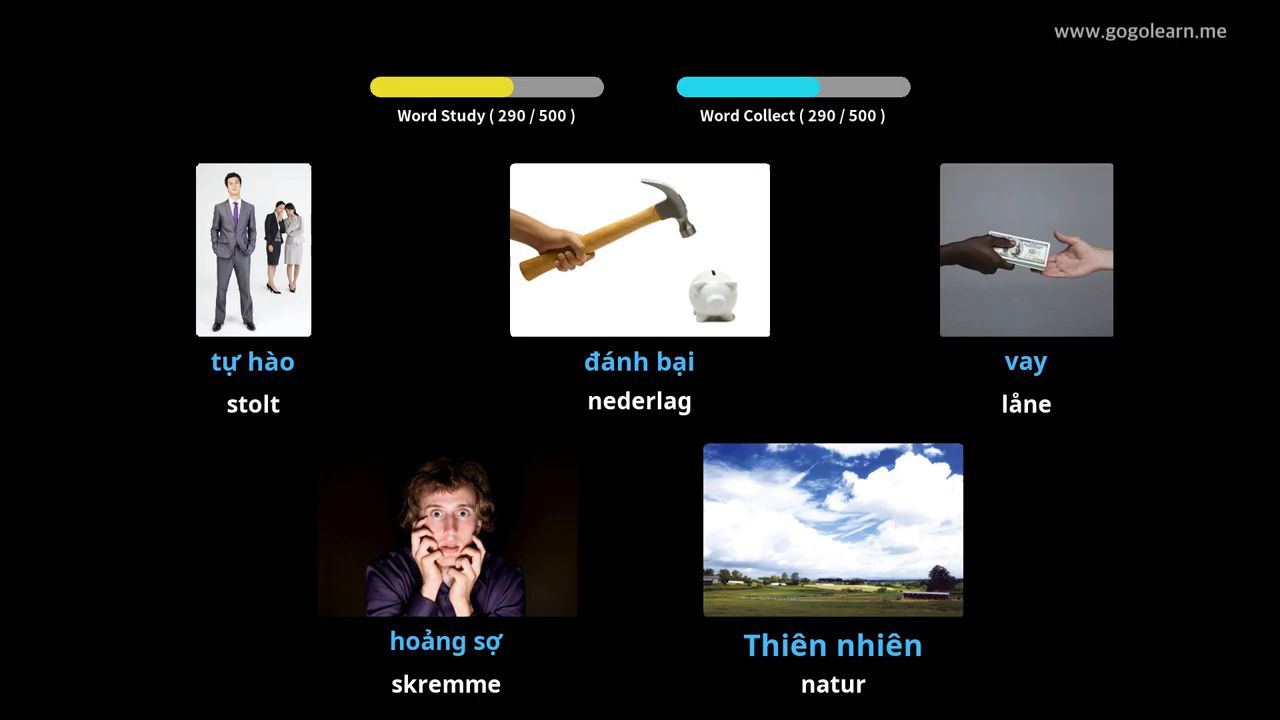 www.gogolearn.me
Word Study ( 290 / 500 )
Word Collect ( 290 / 500 )
tự hào
đánh bại
vay
stolt
nederlag
låne
hoảng sợ
Thiên nhiên
skremme
natur